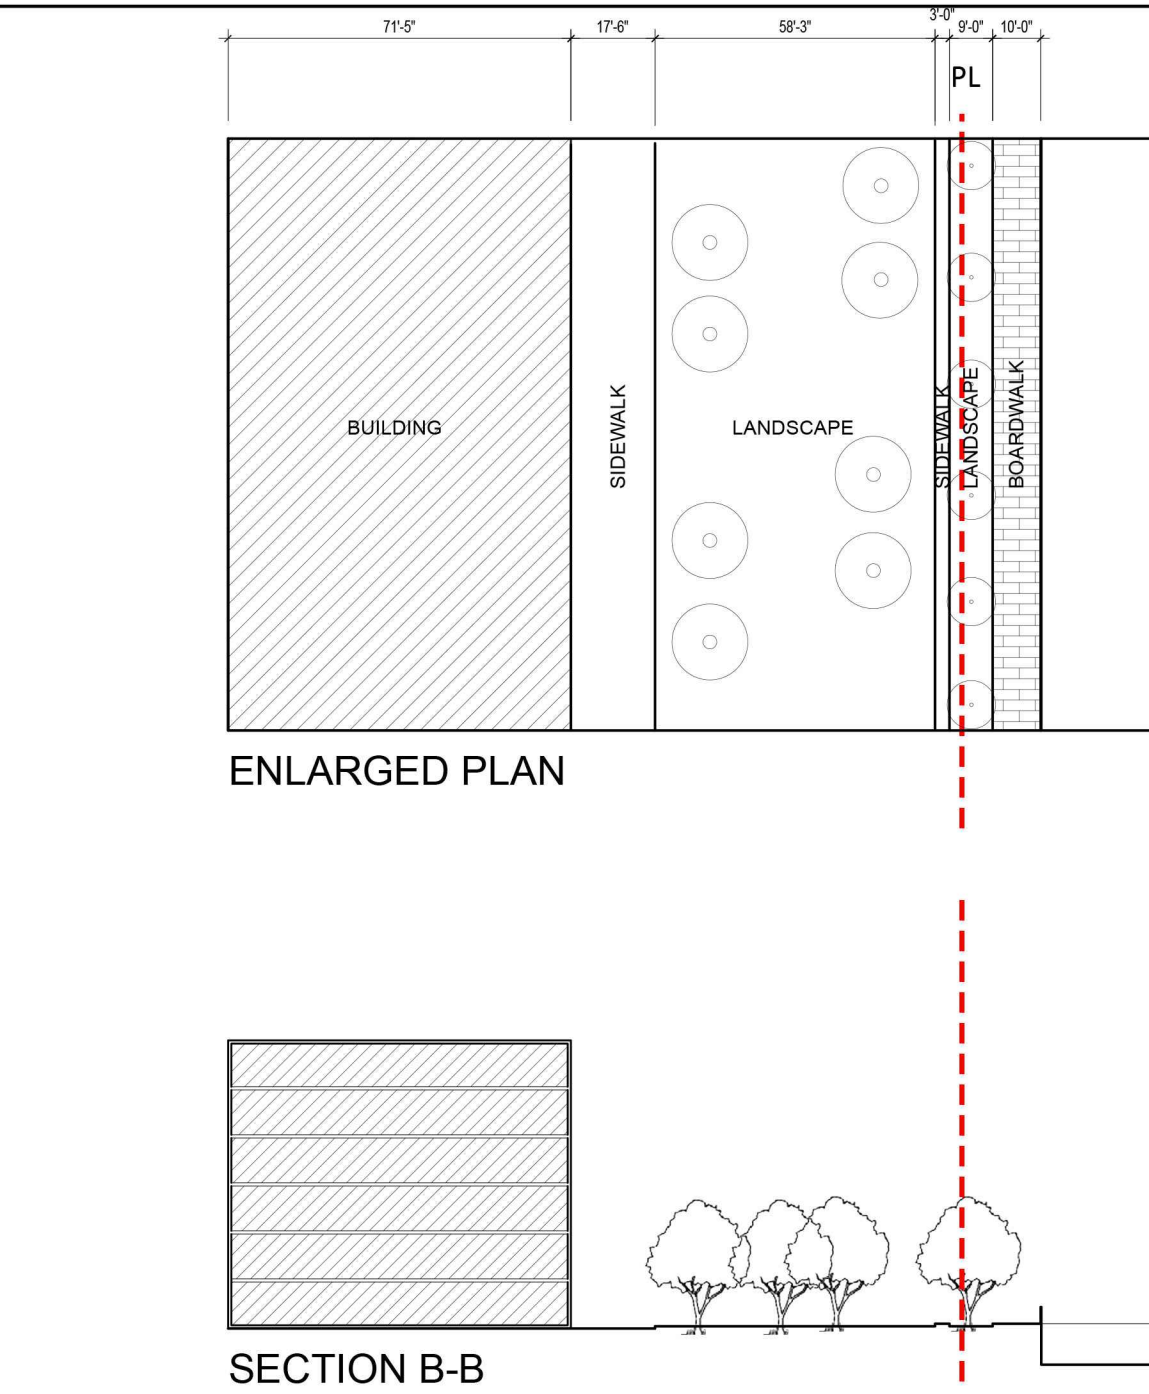 71'-5" 17'-6" 58'-3" 3'-0" 9'-0" 10'-0"
PL
BUILDING
SIDEWALK
LANDSCAPE
SIDEWALK
LANDSCAPE
BOARDWALK
ENLARGED PLAN
SECTION B-B